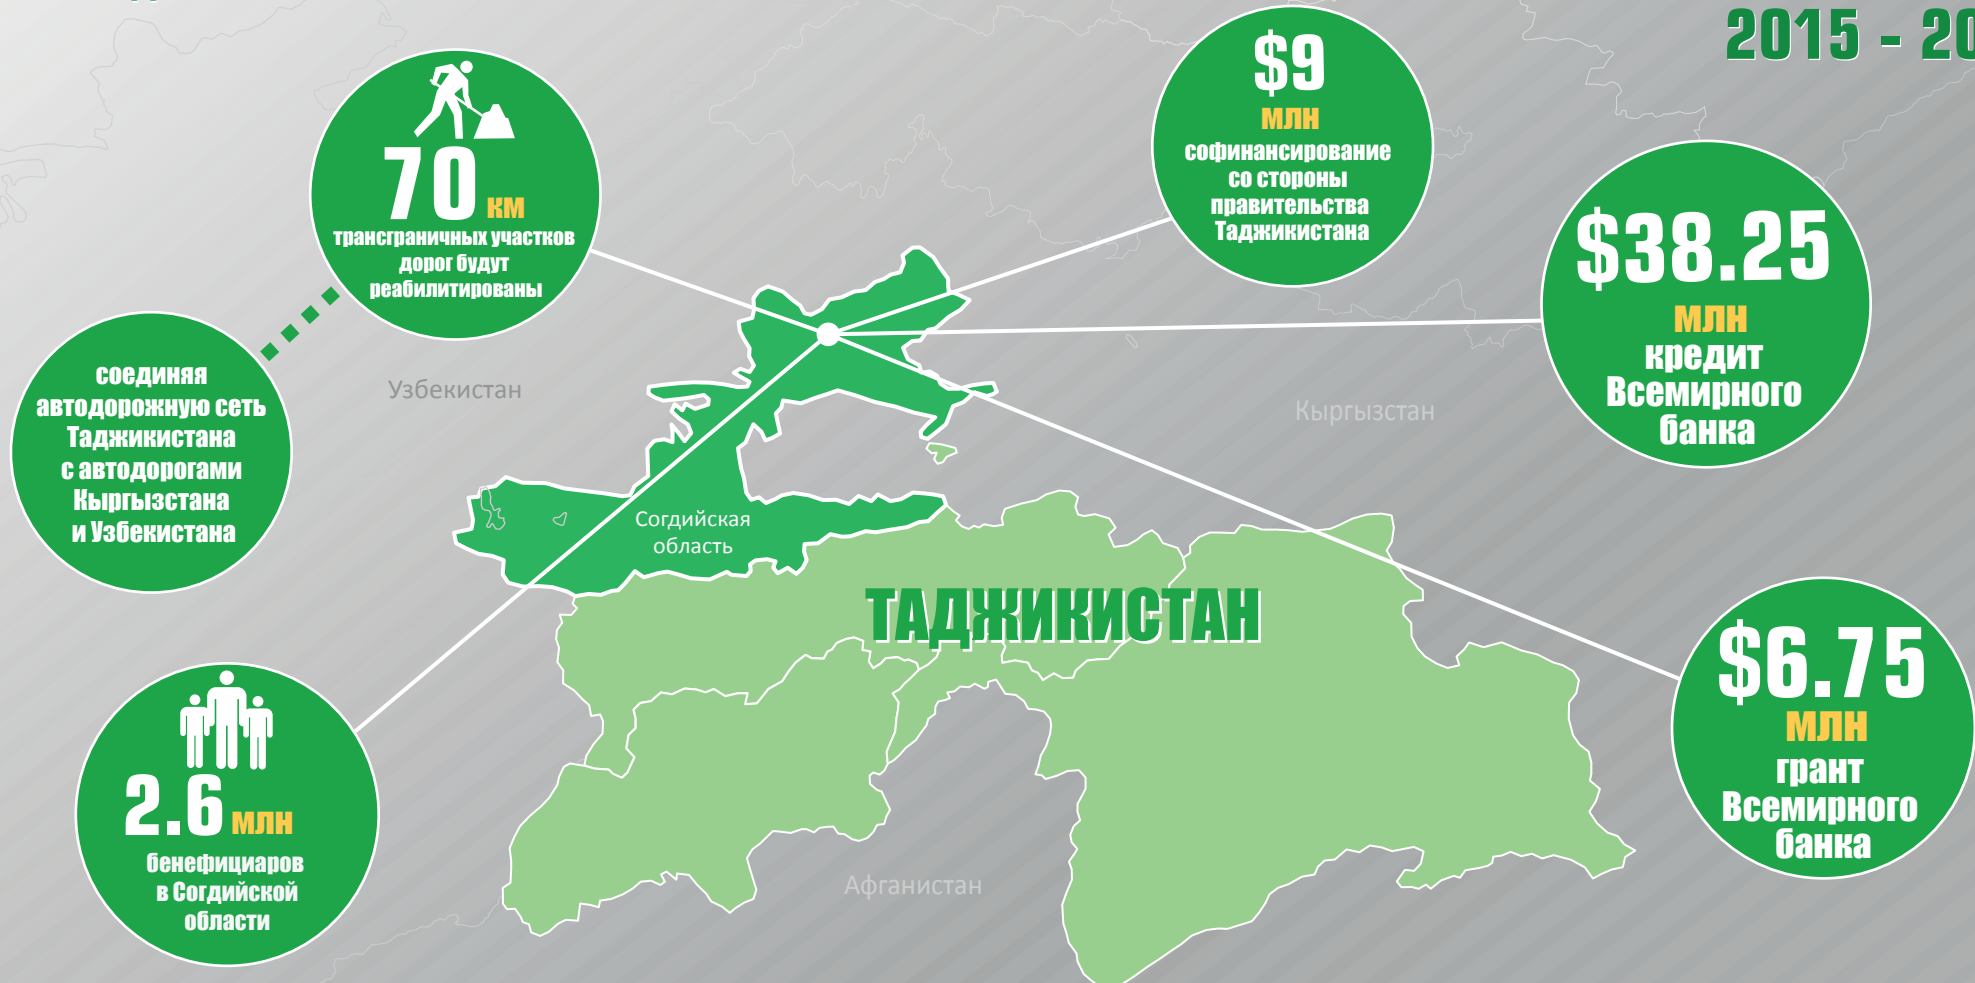 2015 - 20
$9
млн
софинансирование
со стороны
правительства
Таджикистана
70 км
трансграничных участков
дорог будут
реабилитированы
$38.25
млн
кредит
Всемирного
банка
соединяя
автодорожную сеть
Таджикистана
с автодорогами
Кыргызстана
и Узбекистана
Узбекистан
Кыргызстан
Согдийская
область
ТАДЖИКИСТАН
$6.75
млн
грант
Всемирного
банка
2.6 млн
бенефициаров
в Согдийской
области
Афганистан